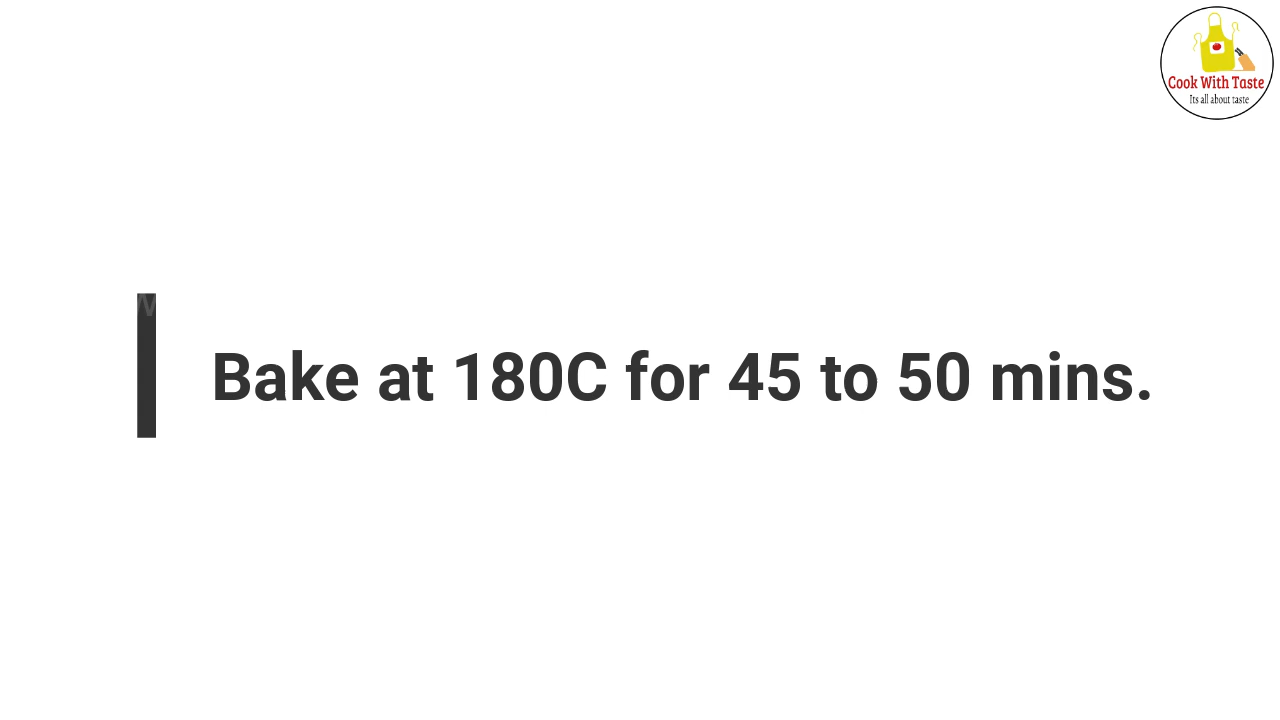 Cook With Taste
Its all about taste
Bake at 180C for 45 to 50 mins.